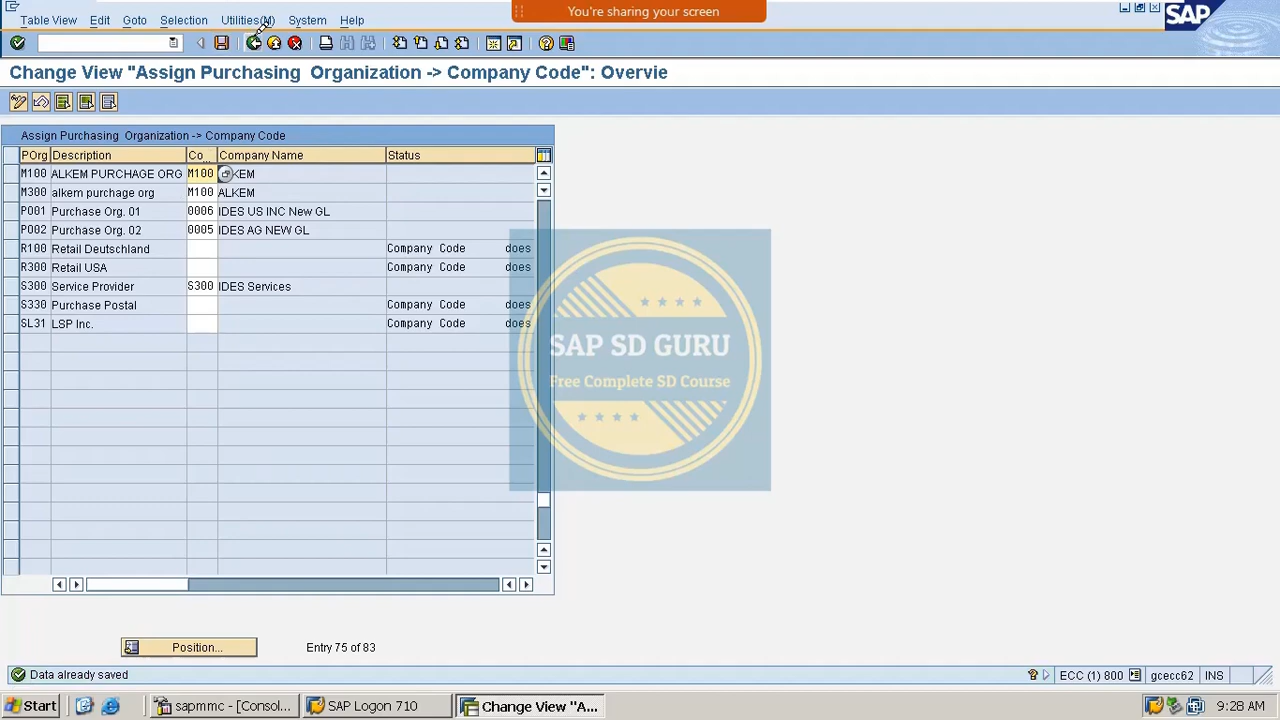 You're sharing your screen
Table View Edit Goto Selection Utilities(M) System Help
SAP
Change View "Assign Purchasing Organization -> Company Code": Overvie
Assign Purchasing Organization -> Company Code
POrg Description Co... Company Name Status
M100 ALKEM PURCHAGE ORG M100 KEM
M300 alkem purchage org M100 ALKEM
P001 Purchase Org. 01 0006 IDES US INC New GL
P002 Purchase Org. 02 0005 IDES AG NEW GL
R100 Retail Deutschland Company Code does
R300 Retail USA Company Code does
S300 Service Provider S300 IDES Services
S330 Purchase Postal Company Code does
SL31 LSP Inc. Company Code does
SAP SD GURU
Free Complete SD Course
Position... Entry 75 of 83
Data already saved ECC (1) 800 gcecc62 INS
Start sapmmc - [Consol... SAP Logon 710 Change View "A... 9:28 AM